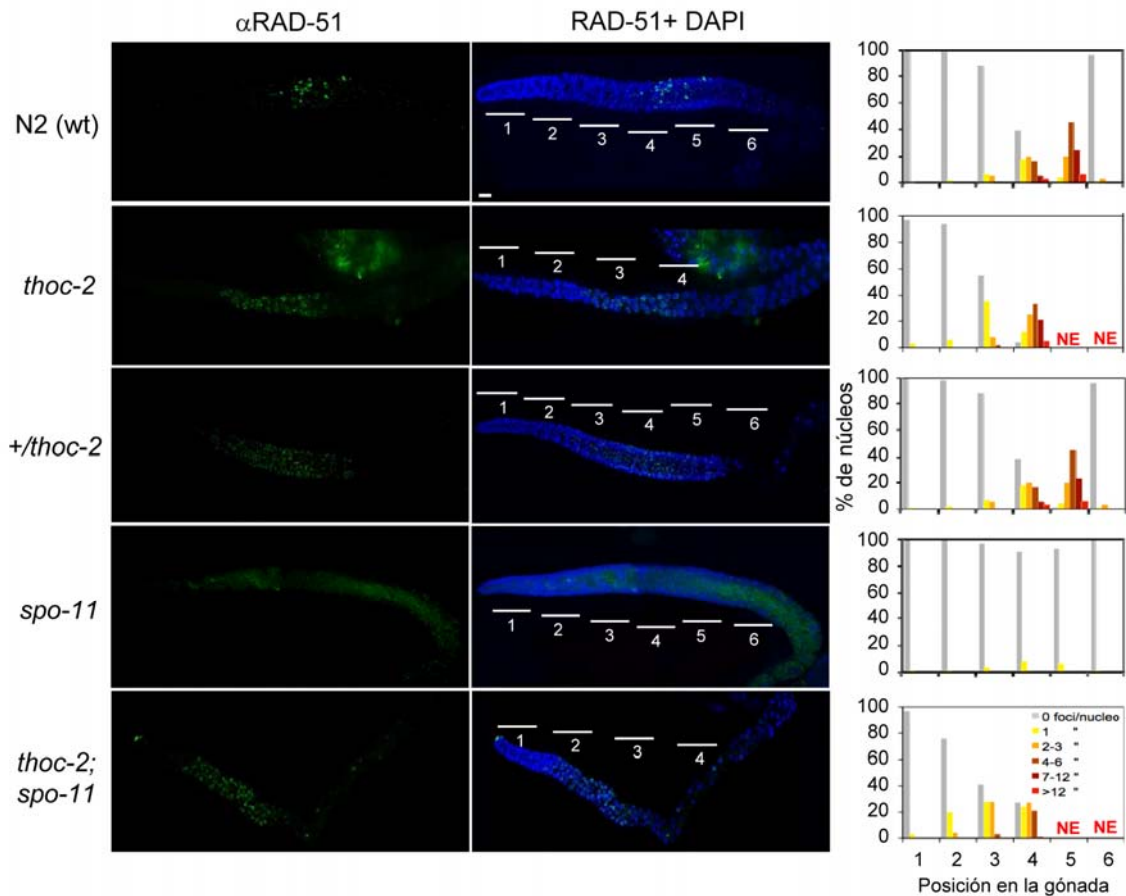 αRAD-51
RAD-51+ DAPI
N2 (wt)
1 2 3 4 5 6
100
80
60
40
20
0
thoc-2
1 2 3 4
100
80
60
40
20
0
NE NE
+/thoc-2
1 2 3 4 5 6
% de núcleos
100
80
60
40
20
0
spo-11
1 2 3 4 5 6
100
80
60
40
20
0
thoc-2;
spo-11
1 2 3 4
100
80
60
40
20
0
0 foci/nucleo
1 "
2-3 "
4-6 "
7-12 "
>12 "
NE NE
1 2 3 4 5 6
Posición en la gónada